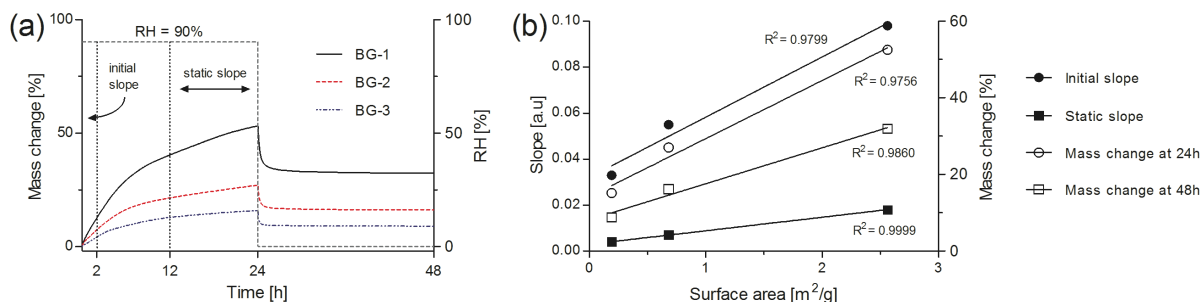 (a)
100
50
0
Mass change [%]
RH = 90%
initial
slope
static slope
BG-1
BG-2
BG-3
100
50
0
RH [%]
2
12
24
48
Time [h]
(b)
0.10
0.08
0.06
0.04
0.02
0.00
Slope [a.u]
R² = 0.9799
R² = 0.9756
R² = 0.9860
R² = 0.9999
60
50
40
30
20
10
0
Mass change [%]
0
1
2
3
Surface area [m²/g]
Initial slope
Static slope
Mass change at 24h
Mass change at 48h